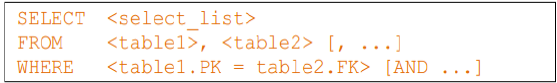 SELECT <select_list>
FROM <table1>, <table2> [, ...]
WHERE <table1.PK = table2.FK> [AND ...]